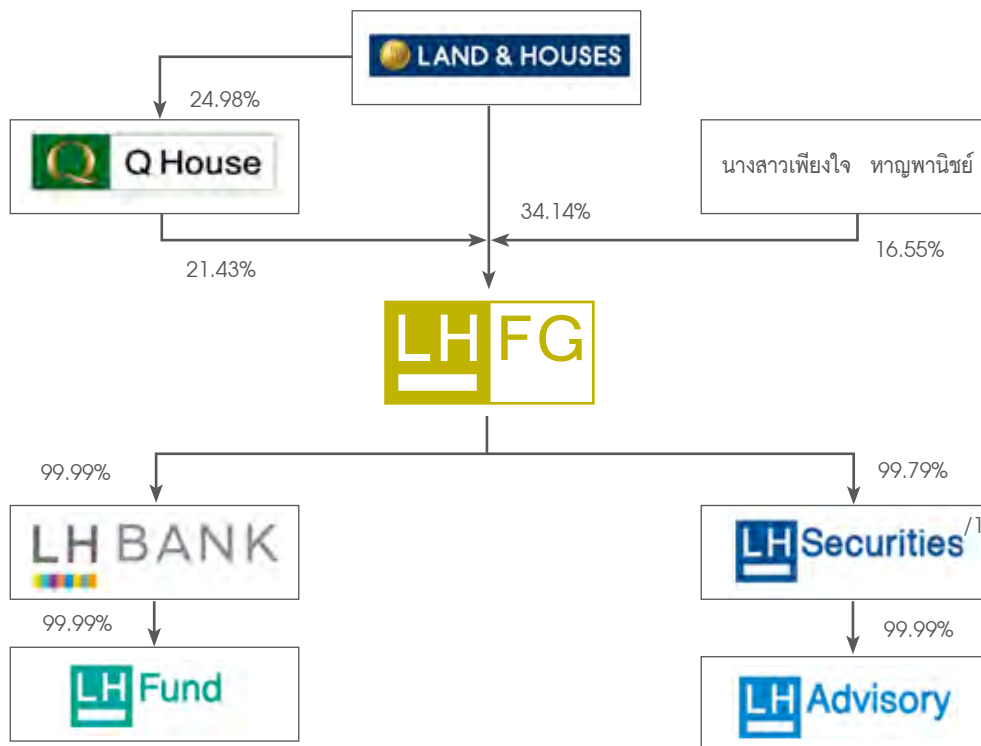 LAND & HOUSES
24.98%
Q Q House
นางสาวเพียงใจ หาญพานิชย์
34.14%
21.43%
16.55%
LH FG
99.99%
99.79%
LH BANK
LH Securities /1
99.99%
99.99%
LH Fund
LH Advisory